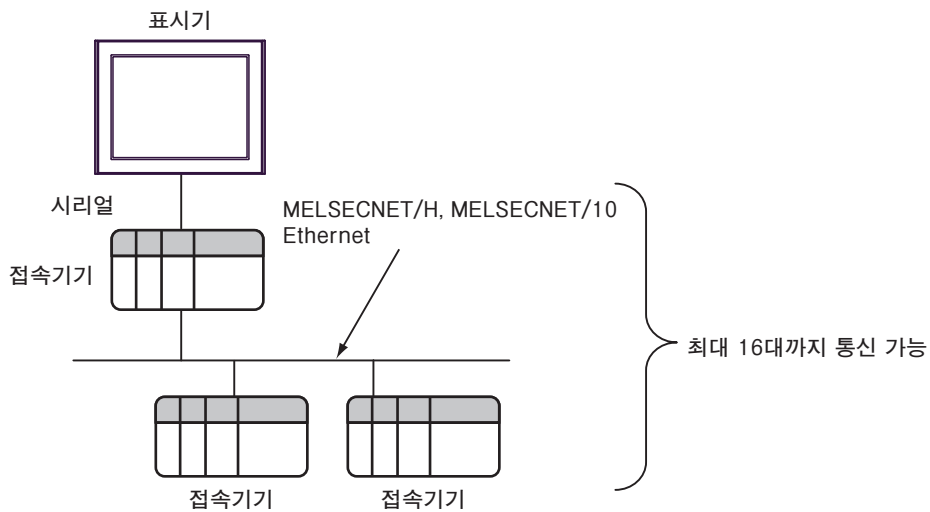 표시기
시리얼
MELSECNET/H, MELSECNET/10
Ethernet
접속기기
최대 16대까지 통신 가능
접속기기
접속기기